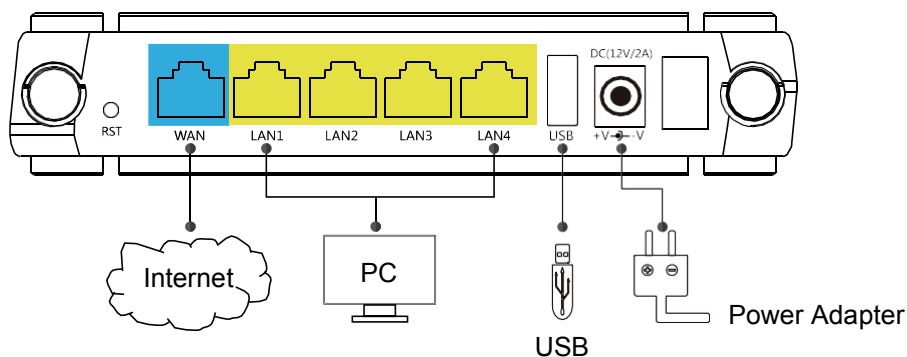 DC(12V/2A)
RST
WAN
LAN1
LAN2
LAN3
LAN4
USB
+V -V
Internet
PC
Power Adapter
USB